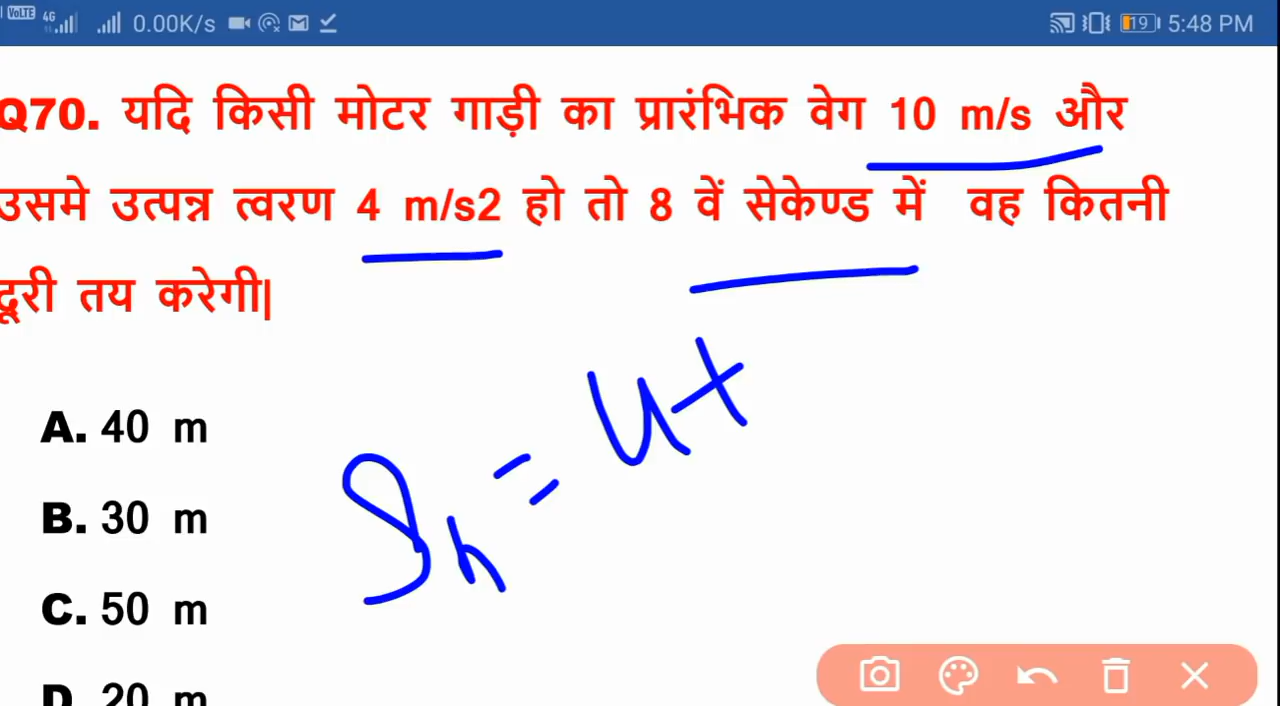 VoLTE 4G 0.00K/s 19 5:48 PM
Q70. यदि किसी मोटर गाड़ी का प्रारंभिक वेग 10 m/s और
उसमे उत्पन्न त्वरण 4 m/s2 हो तो 8 वें सेकेण्ड में वह कितनी
दूरी तय करेगी|
A. 40 m
B. 30 m
C. 50 m
D. 20 m
Sn = u+